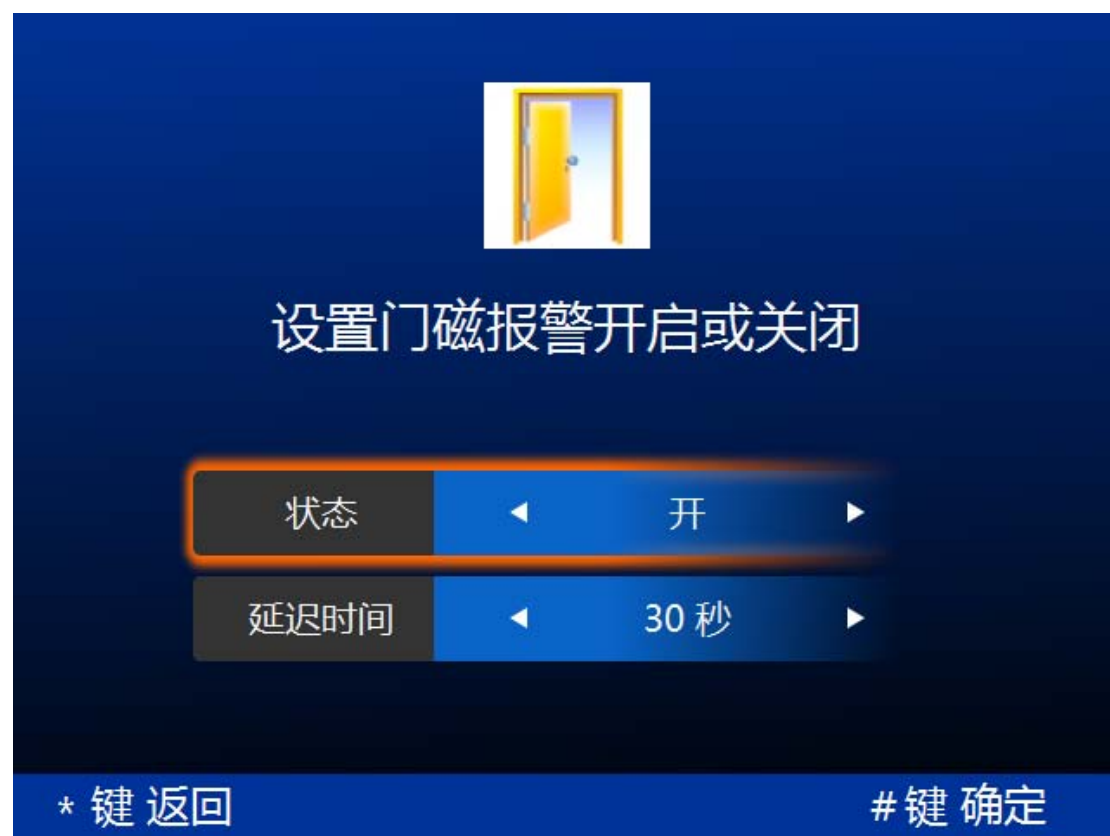 设置门磁报警开启或关闭
状态 ◀ 开 ▶
延迟时间 ◀ 30 秒 ▶
* 键 返回 #键 确定